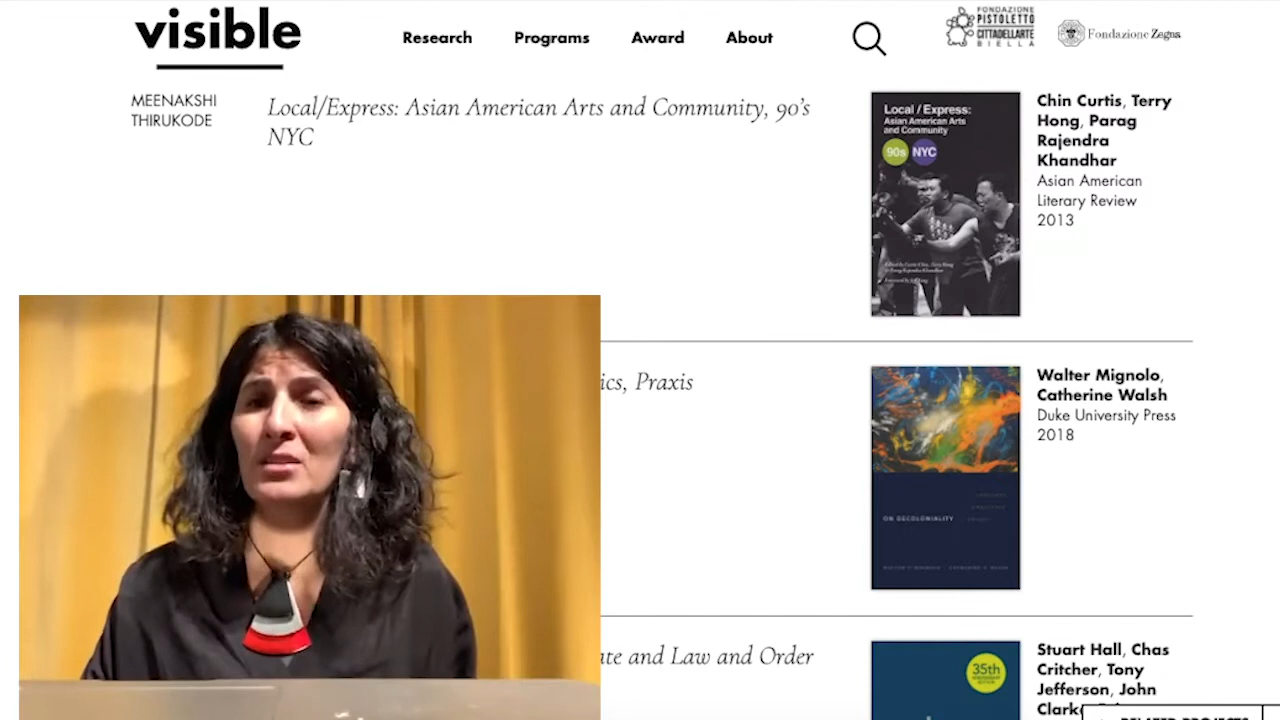 visible
Research
Programs
Award
About
FONDAZIONE
PISTOLETTO
CITTADELLARTE
BIELLA
Fondazione Zegna
MEENAKSHI
THIRUKODE
Local/Express: Asian American Arts and Community, 90’s
NYC
Local / Express:
Asian American Arts
and Community
90s NYC
Chin Curtis, Terry
Hong, Parag
Rajendra
Khandhar
Asian American
Literary Review
2013
ics, Praxis
ON DECOLONIALITY
Walter Mignolo,
Catherine Walsh
Duke University Press
2018
ate and Law and Order
35th
Stuart Hall, Chas
Critcher, Tony
Jefferson, John